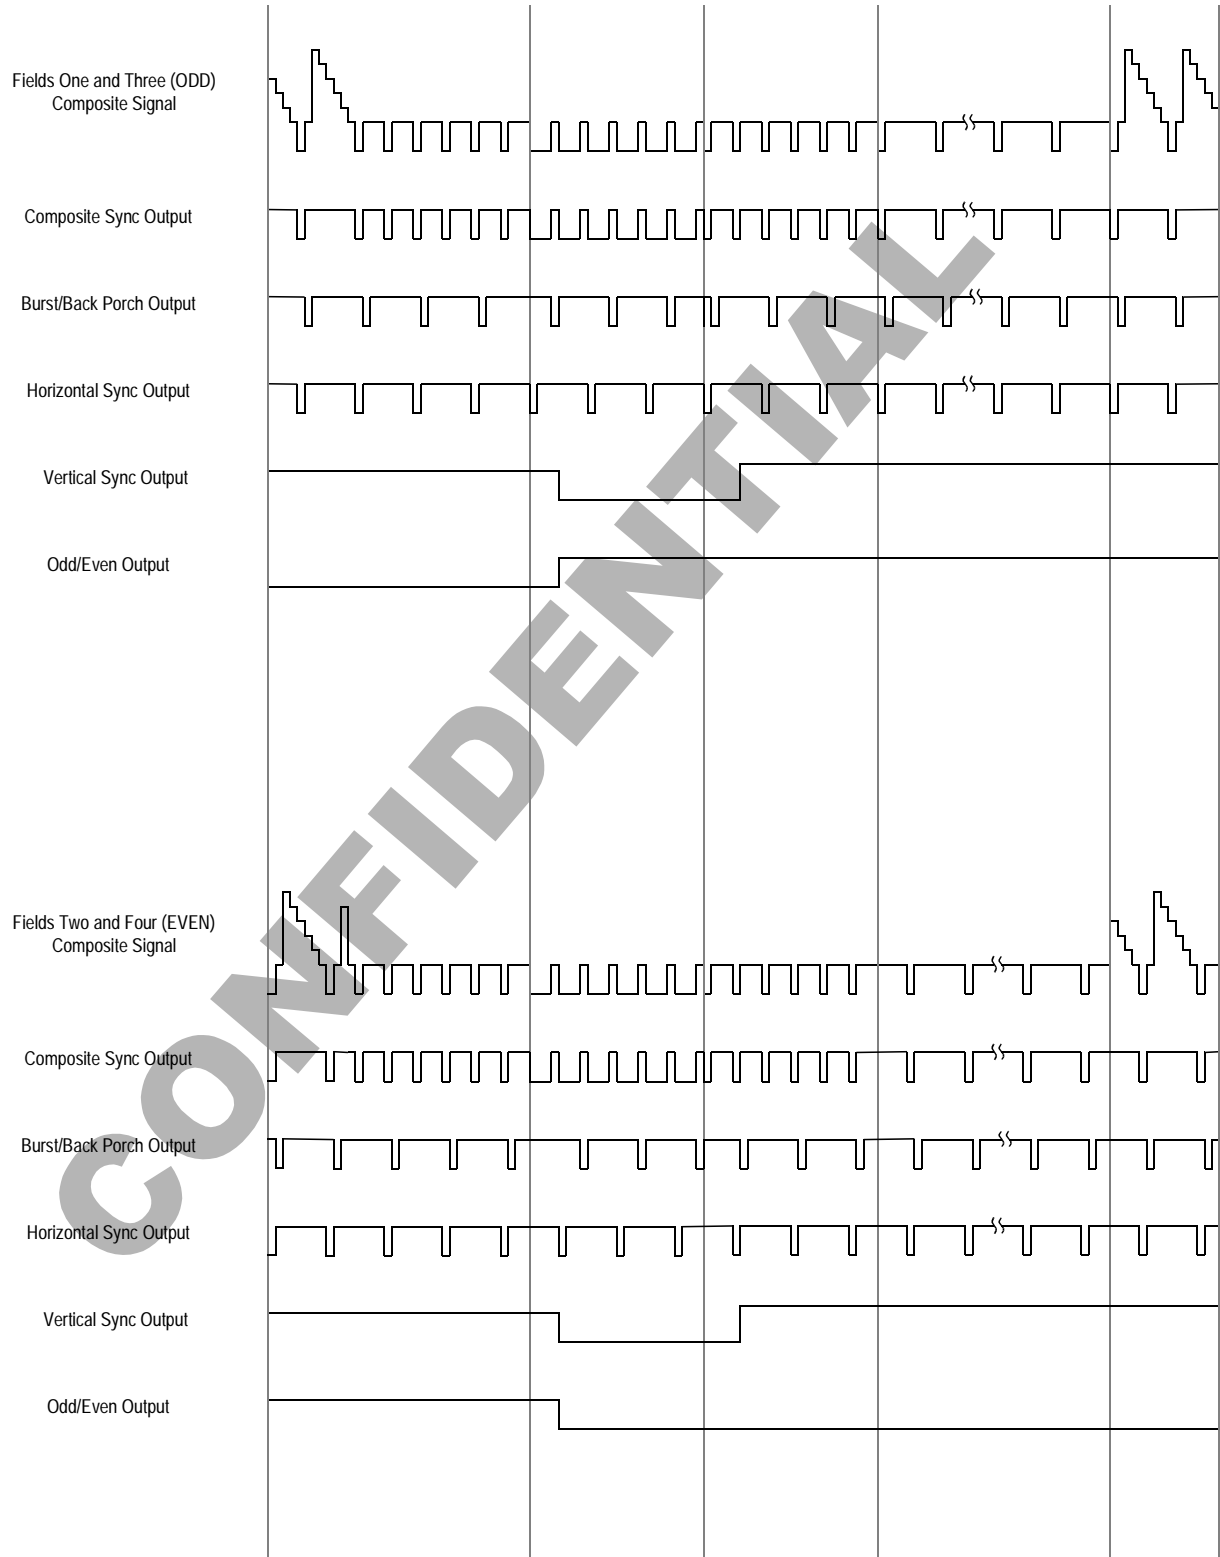 Fields One and Three (ODD)
Composite Signal
Composite Sync Output
Burst/Back Porch Output
Horizontal Sync Output
Vertical Sync Output
Odd/Even Output
CONFIDENTIAL
Fields Two and Four (EVEN)
Composite Signal
Composite Sync Output
Burst/Back Porch Output
Horizontal Sync Output
Vertical Sync Output
Odd/Even Output